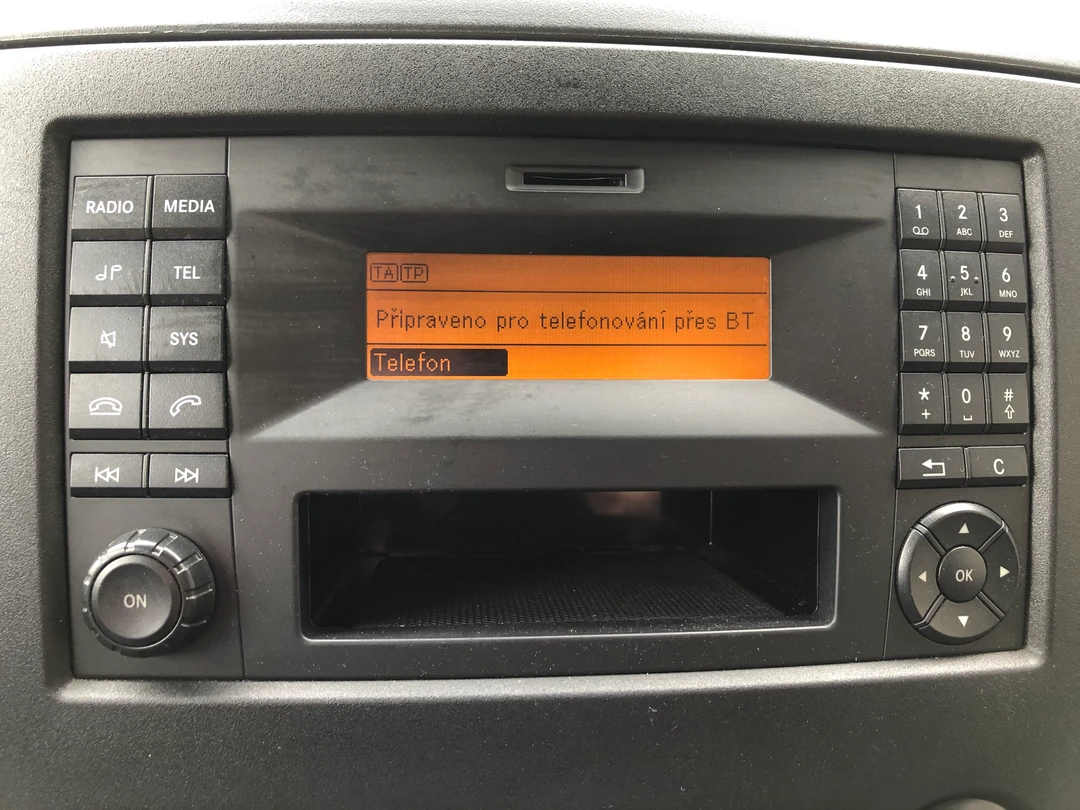 RADIO MEDIA
TEL
SYS
ON
TA TP
Připraveno pro telefonování přes BT
Telefon
1 2 ABC 3 DEF
4 GHI 5 JKL 6 MNO
7 PQRS 8 TUV 9 WXYZ
* + 0 #
C
OK